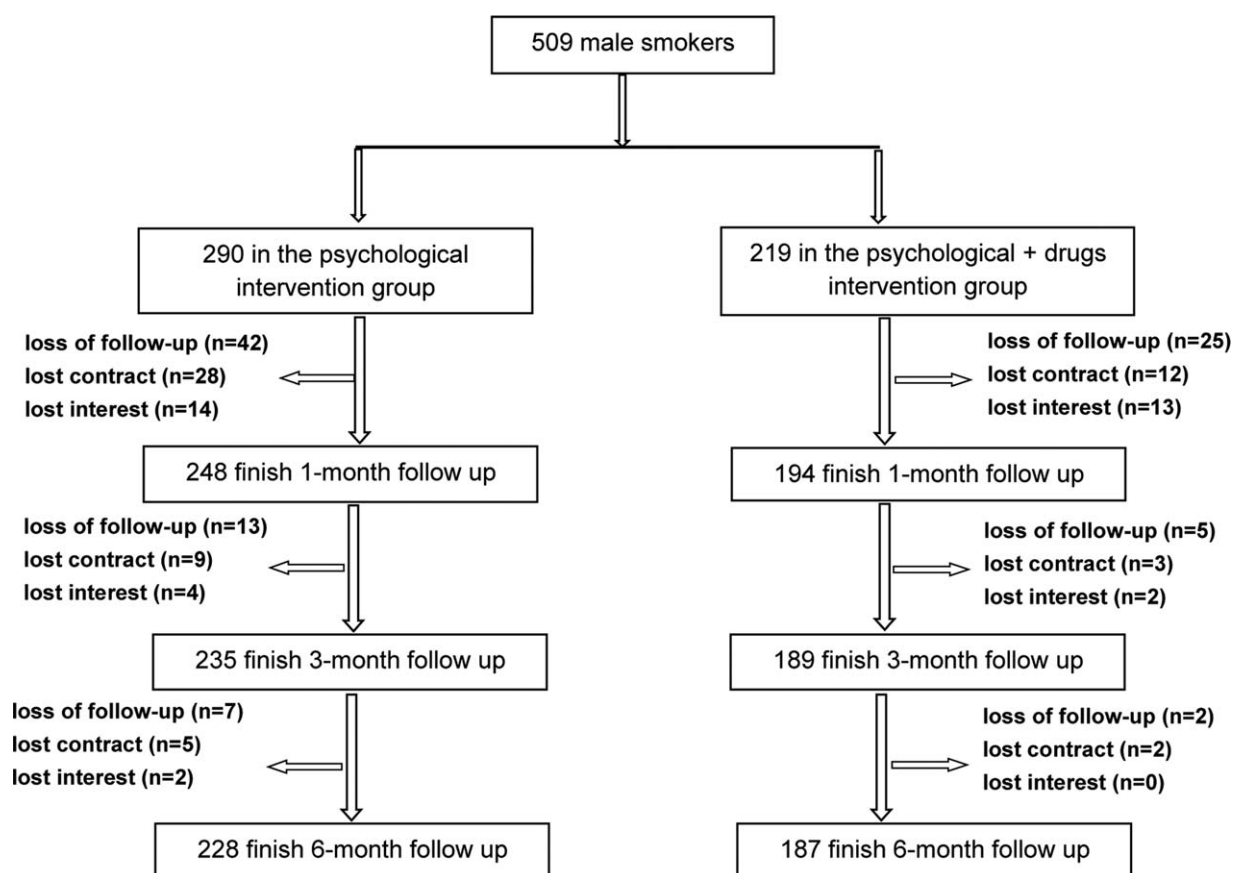 509 male smokers
290 in the psychological
intervention group
219 in the psychological + drugs
intervention group
loss of follow-up (n=42)
lost contract (n=28)
lost interest (n=14)
loss of follow-up (n=25)
lost contract (n=12)
lost interest (n=13)
248 finish 1-month follow up
194 finish 1-month follow up
loss of follow-up (n=13)
lost contract (n=9)
lost interest (n=4)
loss of follow-up (n=5)
lost contract (n=3)
lost interest (n=2)
235 finish 3-month follow up
189 finish 3-month follow up
loss of follow-up (n=7)
lost contract (n=5)
lost interest (n=2)
loss of follow-up (n=2)
lost contract (n=2)
lost interest (n=0)
228 finish 6-month follow up
187 finish 6-month follow up